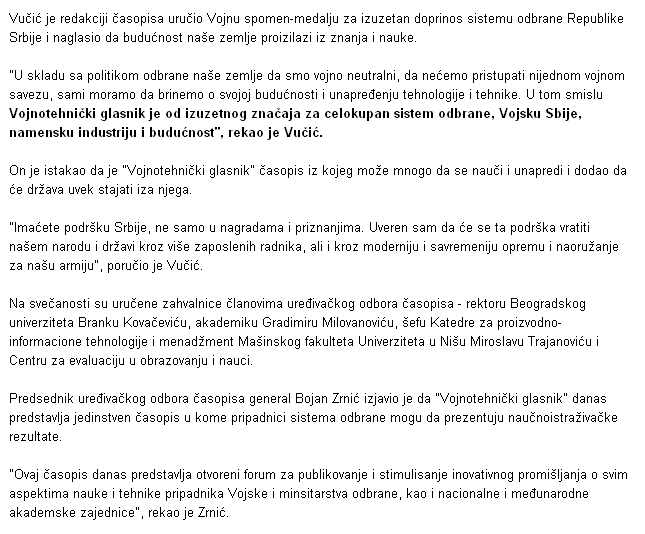 Vučić je redakciji časopisa uručio Vojnu spomen-medalju za izuzetan doprinos sistemu odbrane Republike
Srbije i naglasio da budućnost naše zemlje proizilazi iz znanja i nauke.
"U skladu sa politikom odbrane naše zemlje da smo vojno neutralni, da nećemo pristupati nijednom vojnom
savezu, sami moramo da brinemo o svojoj budućnosti i unapređenju tehnologije i tehnike. U tom smislu
Vojnotehnički glasnik je od izuzetnog značaja za celokupan sistem odbrane, Vojsku Sbije,
namensku industriju i budućnost", rekao je Vučić.
On je istakao da je "Vojnotehnički glasnik" časopis iz kojeg može mnogo da se nauči i unapredi i dodao da
će država uvek stajati iza njega.
"Imaćete podršku Srbije, ne samo u nagradama i priznanjima. Uveren sam da će se ta podrška vratiti
našem narodu i državi kroz više zaposlenih radnika, ali i kroz moderniju i savremeniju opremu i naoružanje
za našu armiju", poručio je Vučić.
Na svečanosti su uručene zahvalnice članovima uređivačkog odbora časopisa - rektoru Beogradskog
univerziteta Branku Kovačeviću, akademiku Gradimiru Milovanoviću, šefu Katedre za proizvodno-
informacione tehnologije i menadžment Mašinskog fakulteta Univerziteta u Nišu Miroslavu Trajanoviću i
Centru za evaluaciju u obrazovanju i nauci.
Predsednik uređivačkog odbora časopisa general Bojan Zrnić izjavio je da "Vojnotehnički glasnik" danas
predstavlja jedinstven časopis u kome pripadnici sistema odbrane mogu da prezentuju naučnoistraživačke
rezultate.
"Ovaj časopis danas predstavlja otvoreni forum za publikovanje i stimulisanje inovativnog promišljanja o svim
aspektima nauke i tehnike pripadnika Vojske i minsitarstva odbrane, kao i nacionalne i međunarodne
akademske zajednice", rekao je Zrnić.